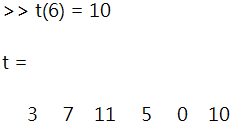 >> t(6) = 10
t =
3 7 11 5 0 10